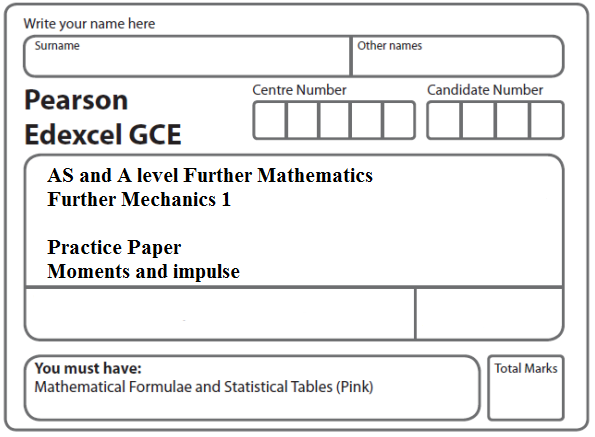 Write your name here
Surname
Other names
Pearson
Edexcel GCE
Centre Number
Candidate Number
AS and A level Further Mathematics
Further Mechanics 1
Practice Paper
Moments and impulse
You must have:
Mathematical Formulae and Statistical Tables (Pink)
Total Marks